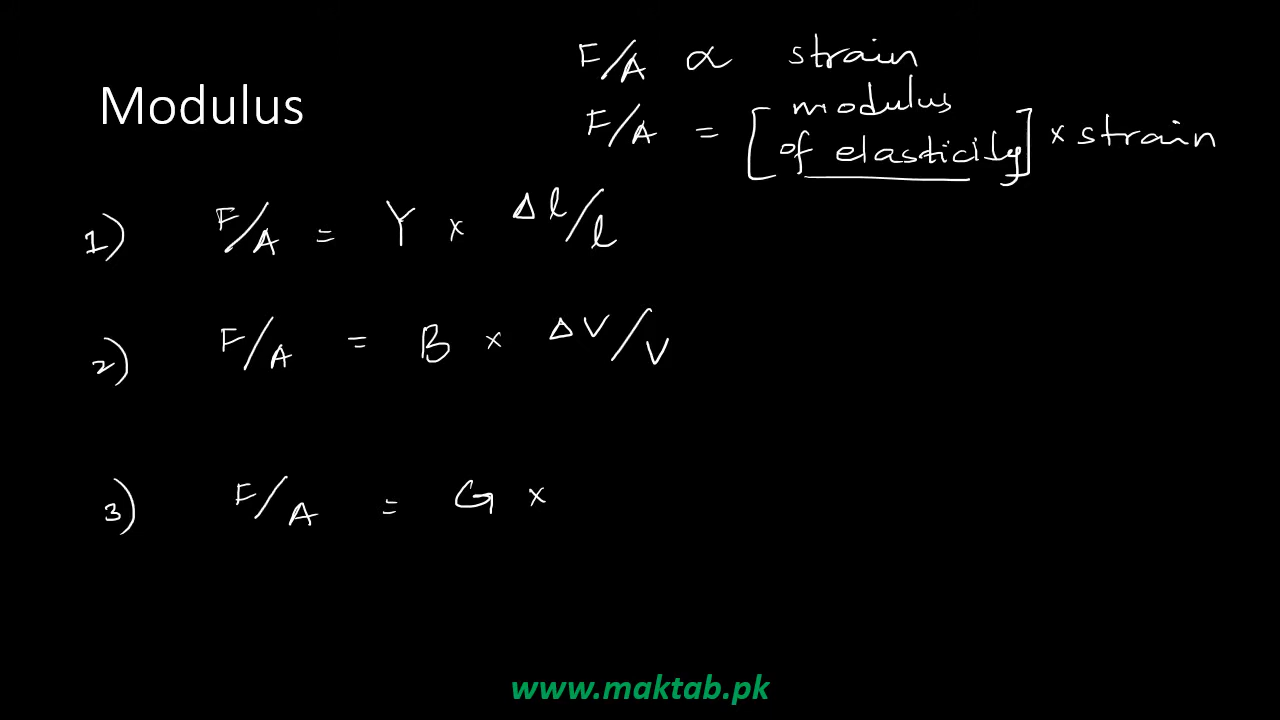 Modulus
F/A ∝ strain
F/A = [modulus of elasticity] × strain
1) F/A = Y × Δl/l
2) F/A = B × ΔV/V
3) F/A = G ×
www.maktab.pk